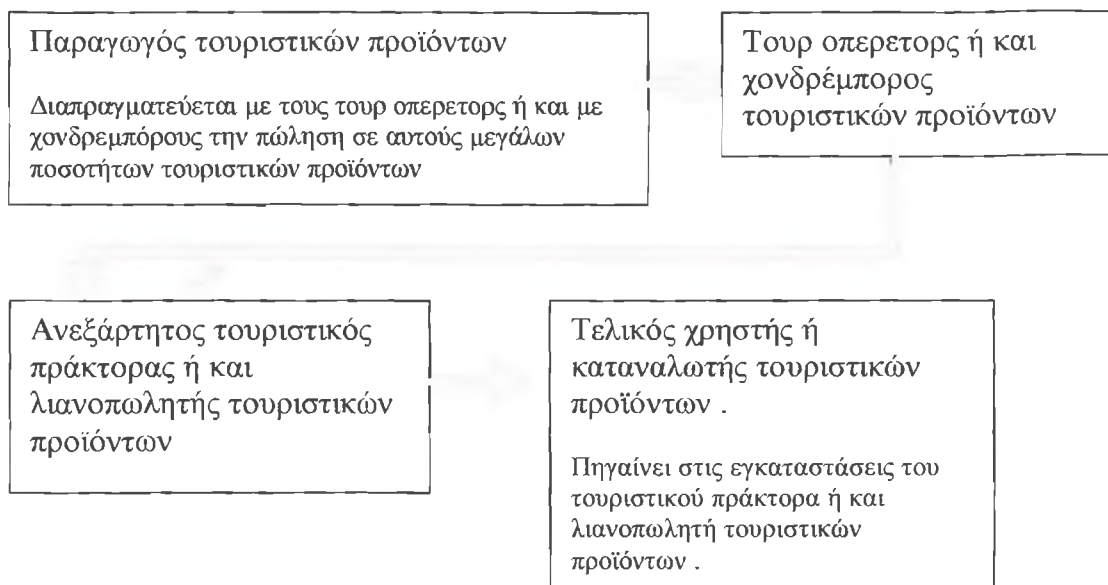 Παραγωγός τουριστικών προϊόντων
Διαπραγματεύεται με τους τουρ οπερετορς ή και με
χονδρεμπόρους την πώληση σε αυτούς μεγάλων
ποσοτήτων τουριστικών προϊόντων
Τουρ οπερετορς ή και
χονδρέμπορος
τουριστικών προϊόντων
Ανεξάρτητος τουριστικός
πράκτορας ή και
λιανοπωλητής τουριστικών
προϊόντων
Τελικός χρηστής ή
καταναλωτής τουριστικών
προϊόντων .
Πηγαίνει στις εγκαταστάσεις του
τουριστικού πράκτορα ή και
λιανοπωλητή τουριστικών
προϊόντων .